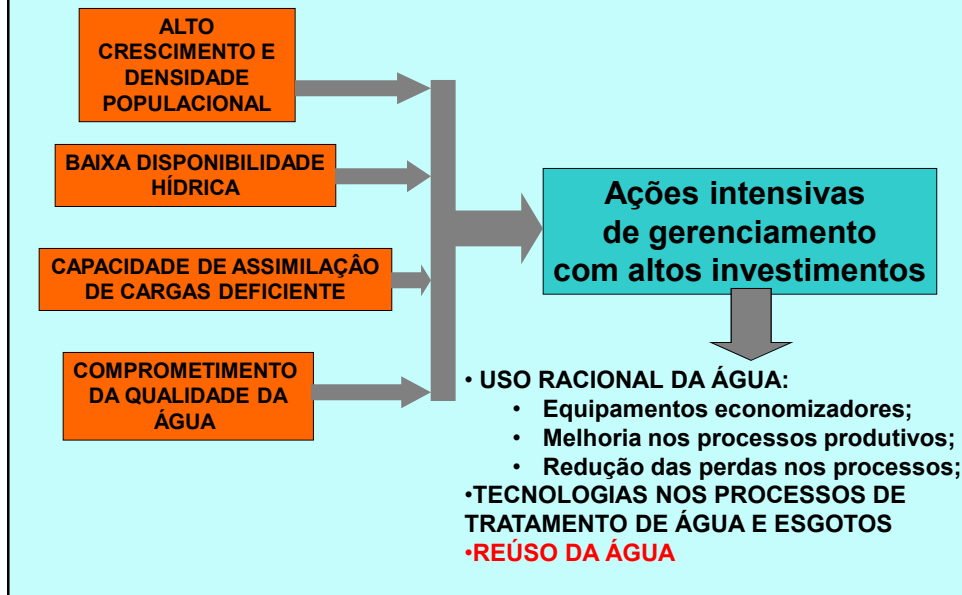 ALTO
CRESCIMENTO E
DENSIDADE
POPULACIONAL
BAIXA DISPONIBILIDADE
HÍDRICA
CAPACIDADE DE ASSIMILAÇÂO
DE CARGAS DEFICIENTE
COMPROMETIMENTO
DA QUALIDADE DA
ÁGUA
Ações intensivas
de gerenciamento
com altos investimentos
• USO RACIONAL DA ÁGUA:
• Equipamentos economizadores;
• Melhoria nos processos produtivos;
• Redução das perdas nos processos;
•TECNOLOGIAS NOS PROCESSOS DE
TRATAMENTO DE ÁGUA E ESGOTOS
•REÚSO DA ÁGUA